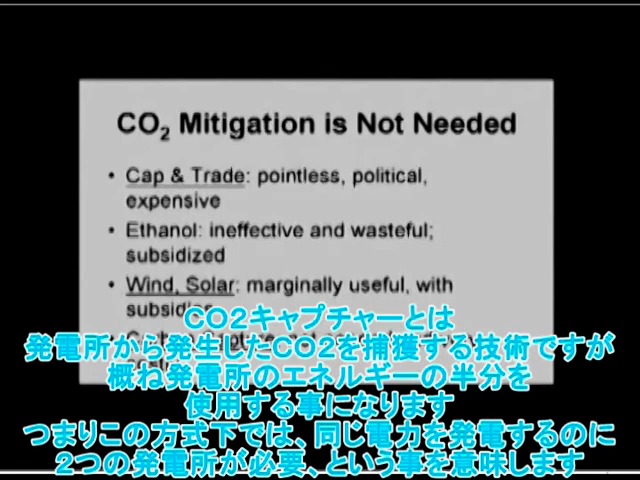 CO2 Mitigation is Not Needed
• Cap & Trade: pointless, political,
expensive
• Ethanol: ineffective and wasteful;
subsidized
• Wind, Solar: marginally useful, with
CO2キャプチャーとは
発電所から発生したCO2を捕獲する技術ですが
概ね発電所のエネルギーの半分を
使用する事になります
つまりこの方式下では、同じ電力を発電するのに
2つの発電所が必要、という事を意味します